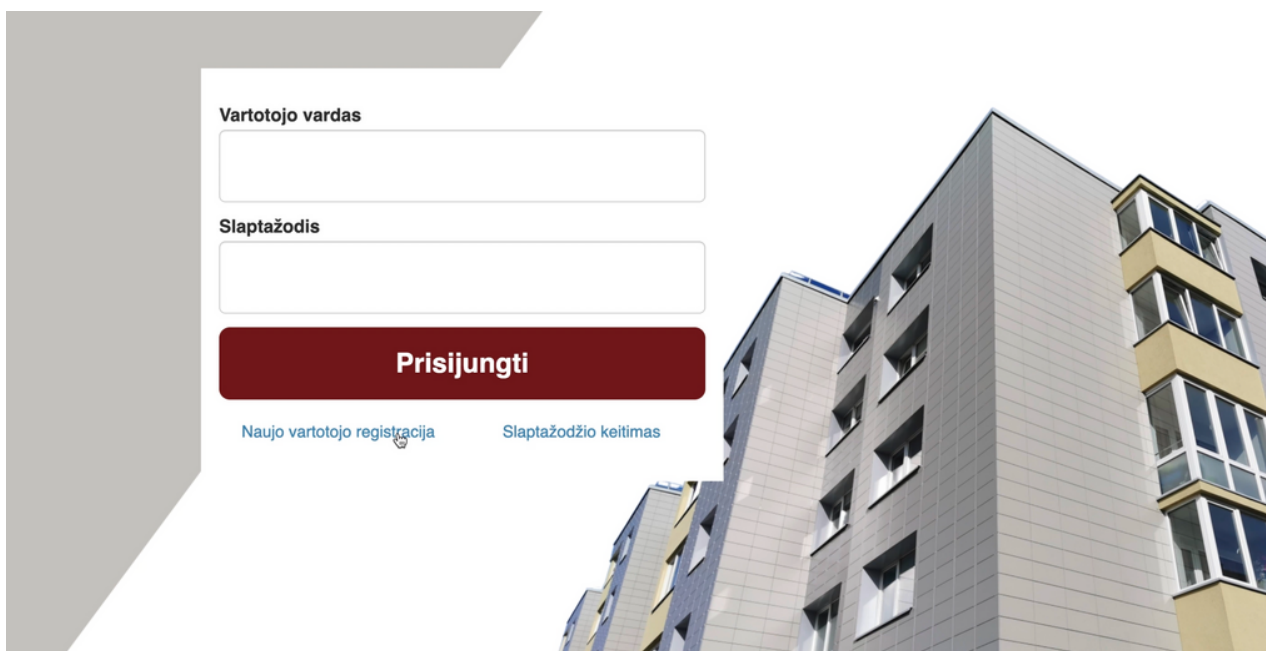 Vartotojo vardas
Slaptažodis
Prisijungti
Naujo vartotojo registracija
Slaptažodžio keitimas